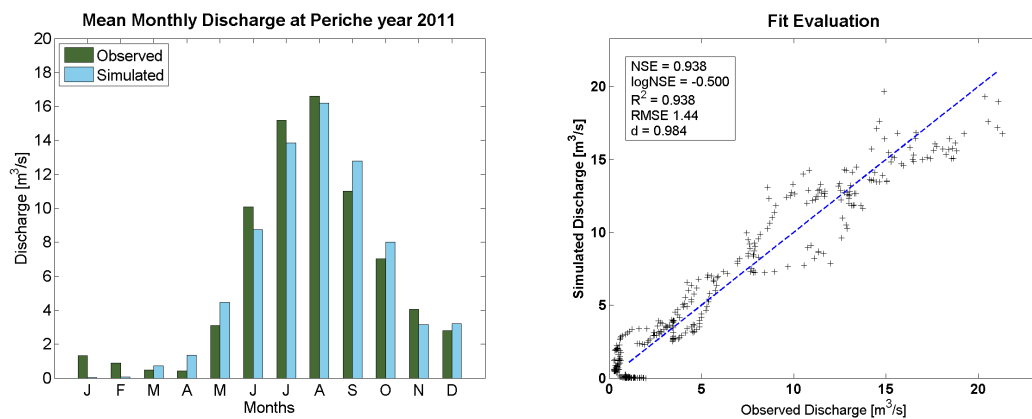 Mean Monthly Discharge at Periche year 2011
Discharge [m³/s]
20
18
16
14
12
10
8
6
4
2
0
Observed
Simulated
J F M A M J J A S O N D
Months
Fit Evaluation
Simulated Discharge [m³/s]
20
15
10
5
0
NSE = 0.938
logNSE = -0.500
R² = 0.938
RMSE 1.44
d = 0.984
0 5 10 15 20
Observed Discharge [m³/s]